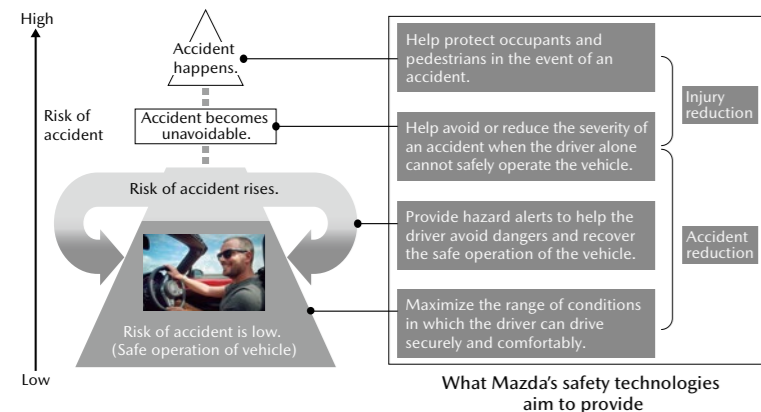 High
Risk of
accident
Low
Accident
happens.
Accident becomes
unavoidable.
Risk of accident rises.
Risk of accident is low.
(Safe operation of vehicle)
Help protect occupants and
pedestrians in the event of an
accident.
Help avoid or reduce the severity of
an accident when the driver alone
cannot safely operate the vehicle.
Provide hazard alerts to help the
driver avoid dangers and recover
the safe operation of the vehicle.
Maximize the range of conditions
in which the driver can drive
securely and comfortably.
Injury
reduction
Accident
reduction
What Mazda’s safety technologies
aim to provide